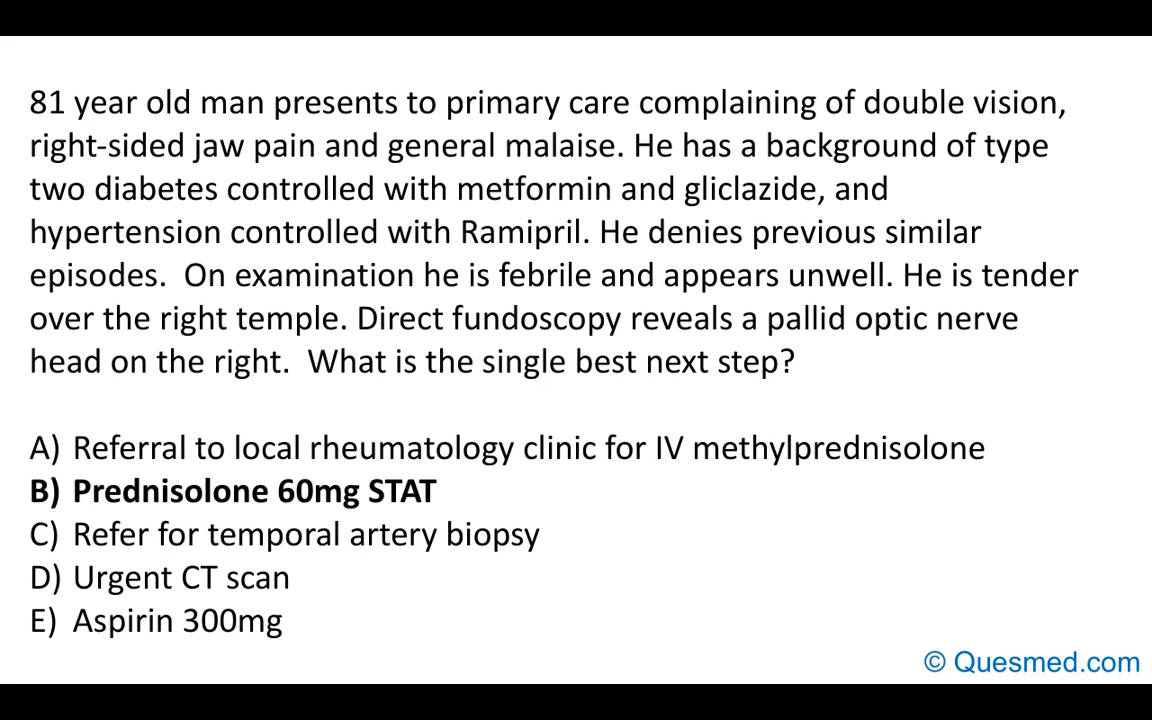 81 year old man presents to primary care complaining of double vision,
right-sided jaw pain and general malaise. He has a background of type
two diabetes controlled with metformin and gliclazide, and
hypertension controlled with Ramipril. He denies previous similar
episodes.  On examination he is febrile and appears unwell. He is tender
over the right temple. Direct fundoscopy reveals a pallid optic nerve
head on the right.  What is the single best next step?
A) Referral to local rheumatology clinic for IV methylprednisolone
B) Prednisolone 60mg STAT
C) Refer for temporal artery biopsy
D) Urgent CT scan
E) Aspirin 300mg
© Quesmed.com